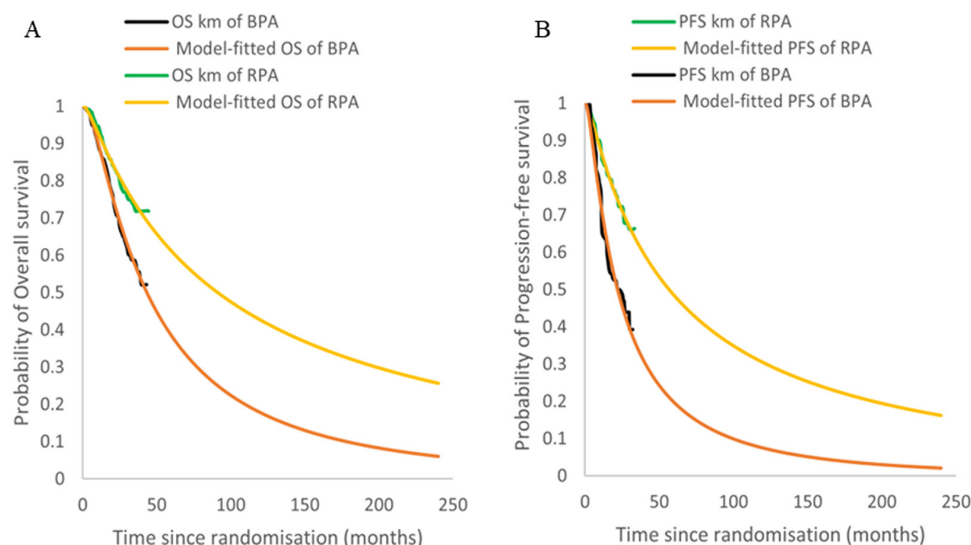 A
OS km of BPA
Model-fitted OS of BPA
OS km of RPA
Model-fitted OS of RPA
Probability of Overall survival
1
0.9
0.8
0.7
0.6
0.5
0.4
0.3
0.2
0.1
0
0 50 100 150 200 250
Time since randomisation (months)
B
PFS km of RPA
Model-fitted PFS of RPA
PFS km of BPA
Model-fitted PFS of BPA
Probability of Progression-free survival
1
0.9
0.8
0.7
0.6
0.5
0.4
0.3
0.2
0.1
0
0 50 100 150 200 250
Time since randomisation (months)